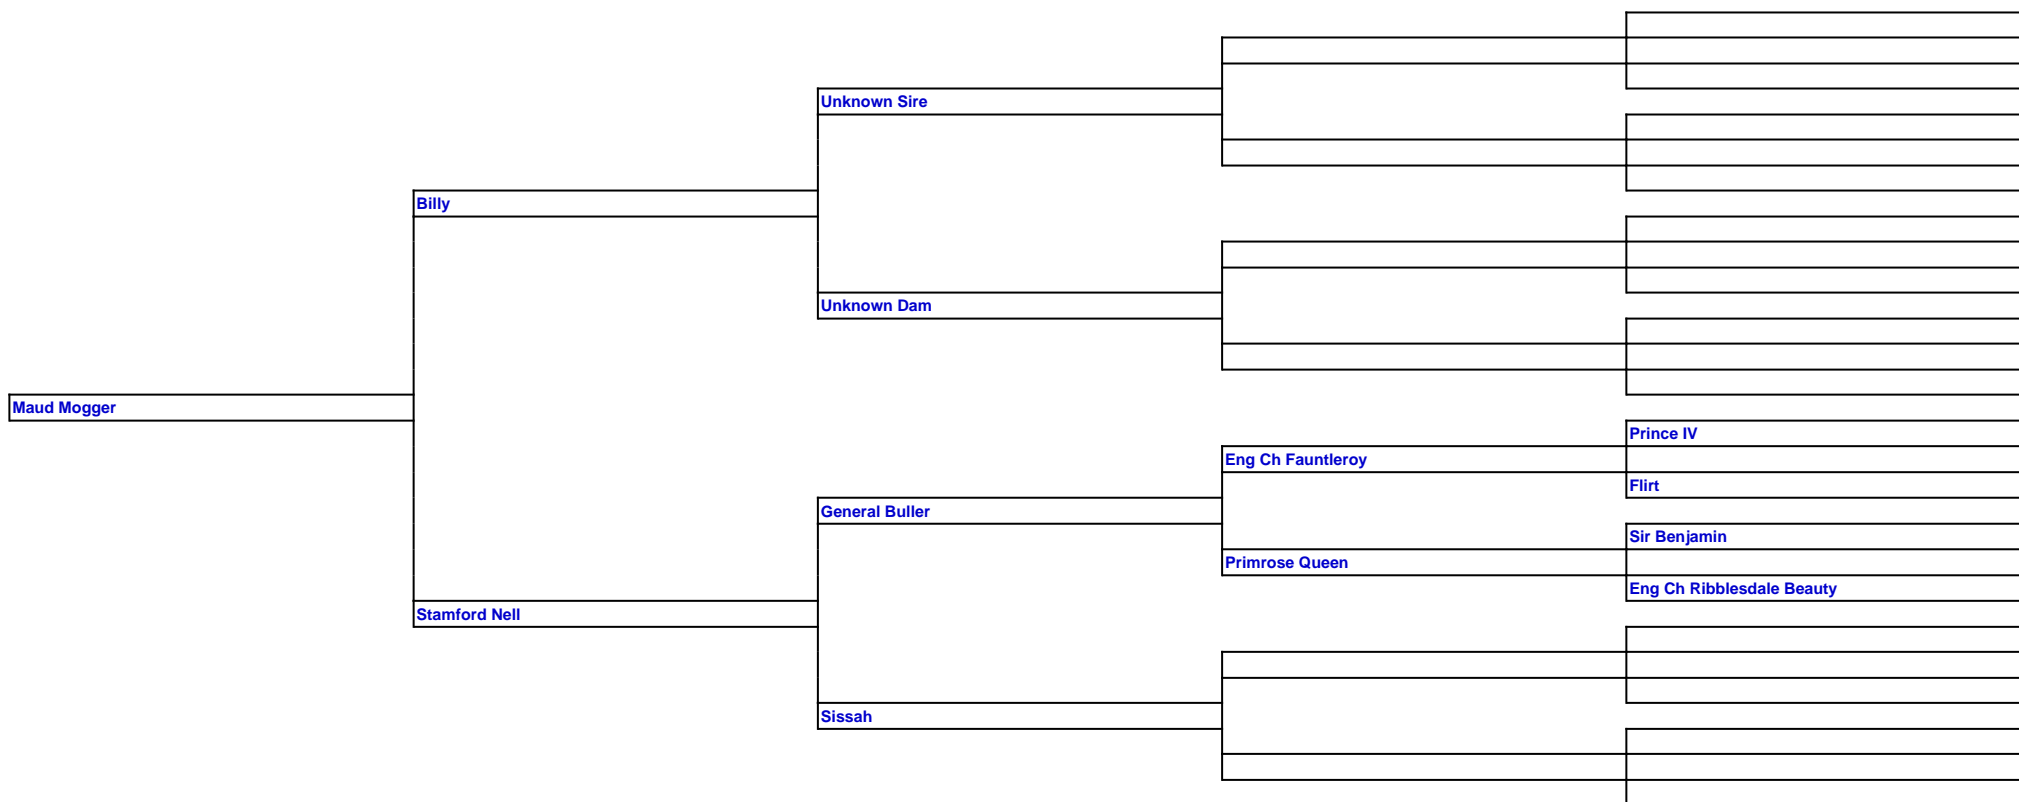 Unknown Sire
Billy
Unknown Dam
Maud Mogger
Prince IV
Eng Ch Fauntleroy
Flirt
General Buller
Sir Benjamin
Primrose Queen
Eng Ch Ribblesdale Beauty
Stamford Nell
Sissah